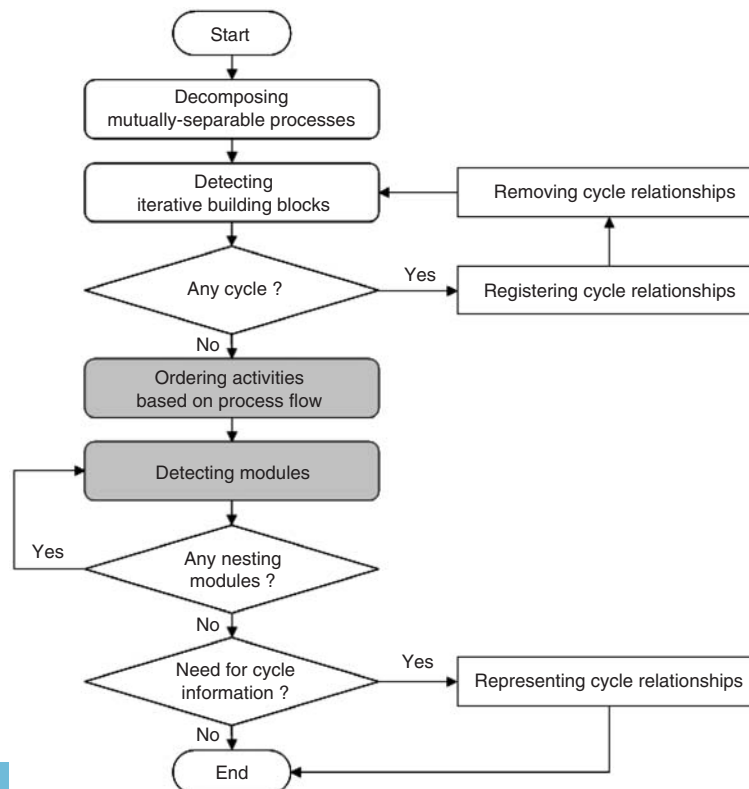 Start
Decomposing
mutually-separable processes
Detecting
iterative building blocks
Removing cycle relationships
Any cycle ?
Yes
Registering cycle relationships
No
Ordering activities
based on process flow
Detecting modules
Yes
Any nesting
modules ?
No
Need for cycle
information ?
Yes
Representing cycle relationships
No
End